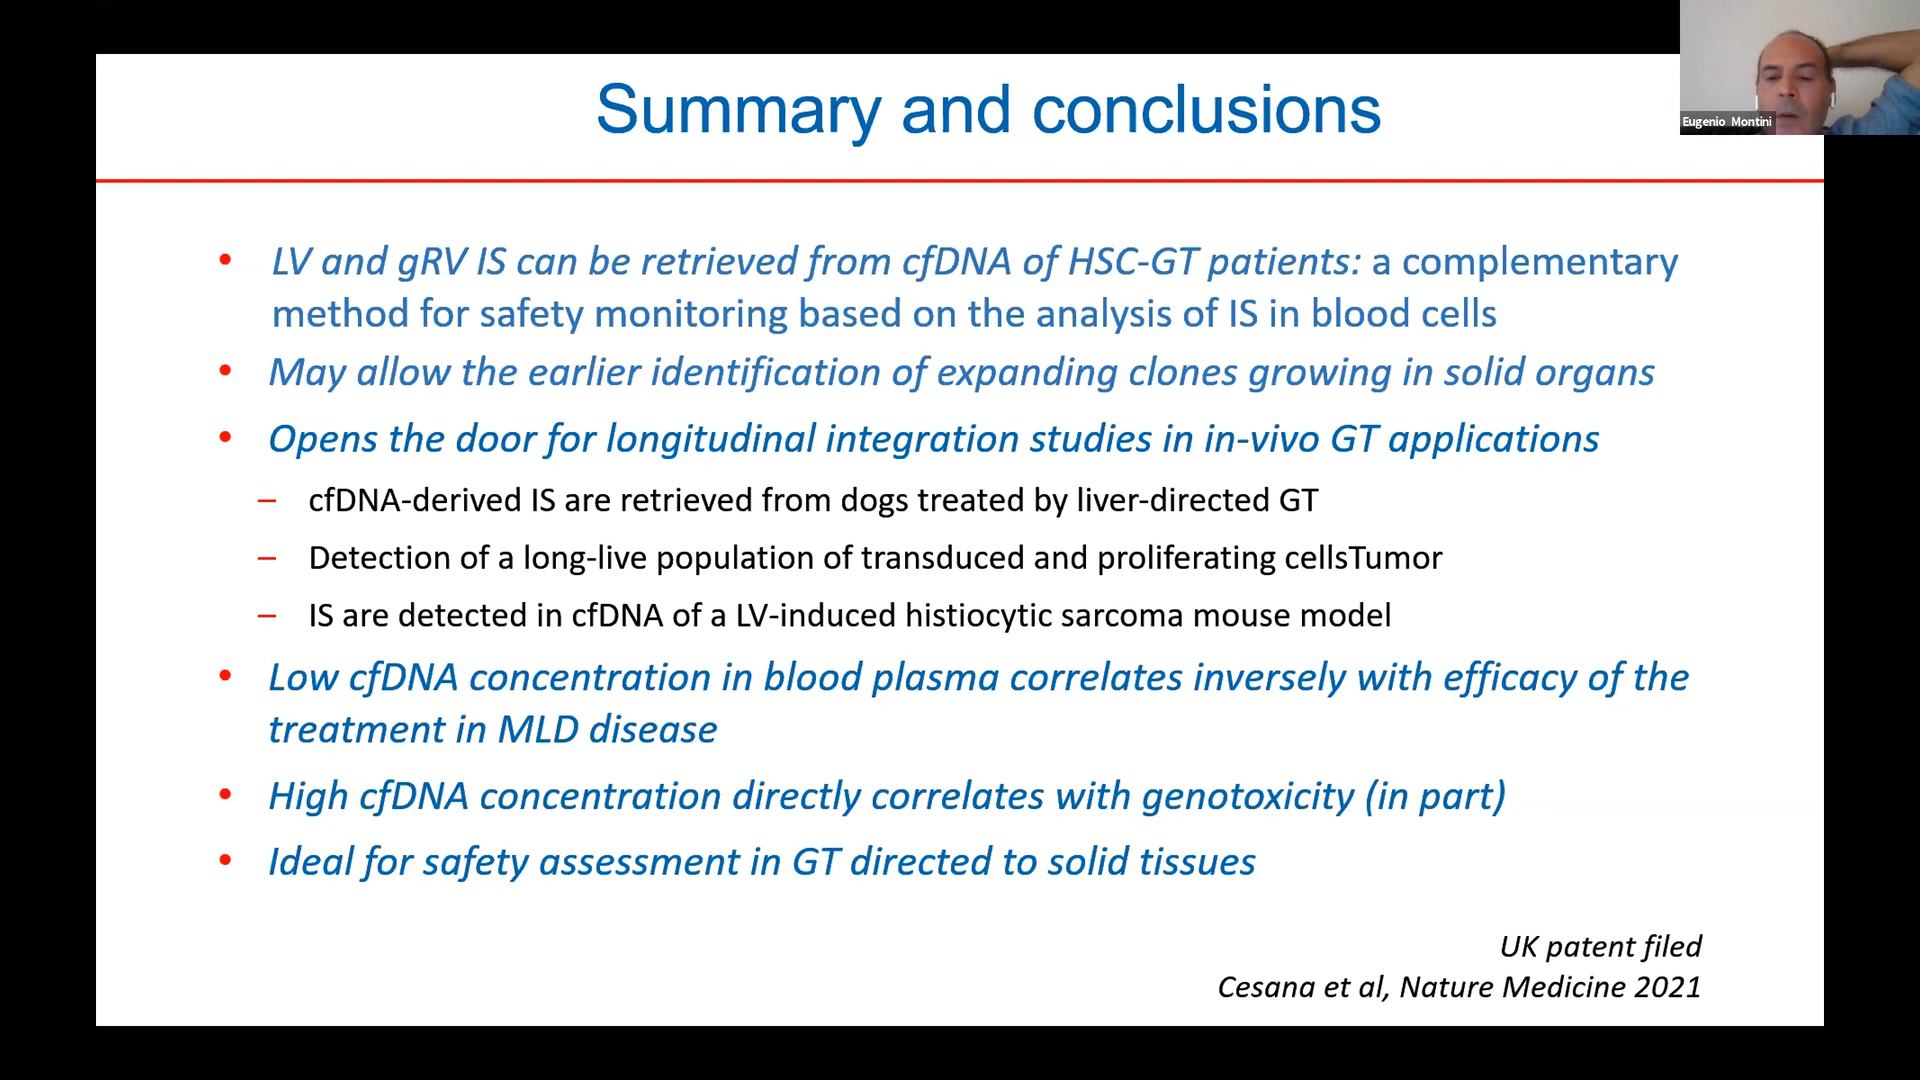 Summary and conclusions
Eugenio Montini
• LV and gRV IS can be retrieved from cfDNA of HSC-GT patients: a complementary
method for safety monitoring based on the analysis of IS in blood cells
• May allow the earlier identification of expanding clones growing in solid organs
• Opens the door for longitudinal integration studies in in-vivo GT applications
– cfDNA-derived IS are retrieved from dogs treated by liver-directed GT
– Detection of a long-live population of transduced and proliferating cellsTumor
– IS are detected in cfDNA of a LV-induced histiocytic sarcoma mouse model
• Low cfDNA concentration in blood plasma correlates inversely with efficacy of the
treatment in MLD disease
• High cfDNA concentration directly correlates with genotoxicity (in part)
• Ideal for safety assessment in GT directed to solid tissues
UK patent filed
Cesana et al, Nature Medicine 2021